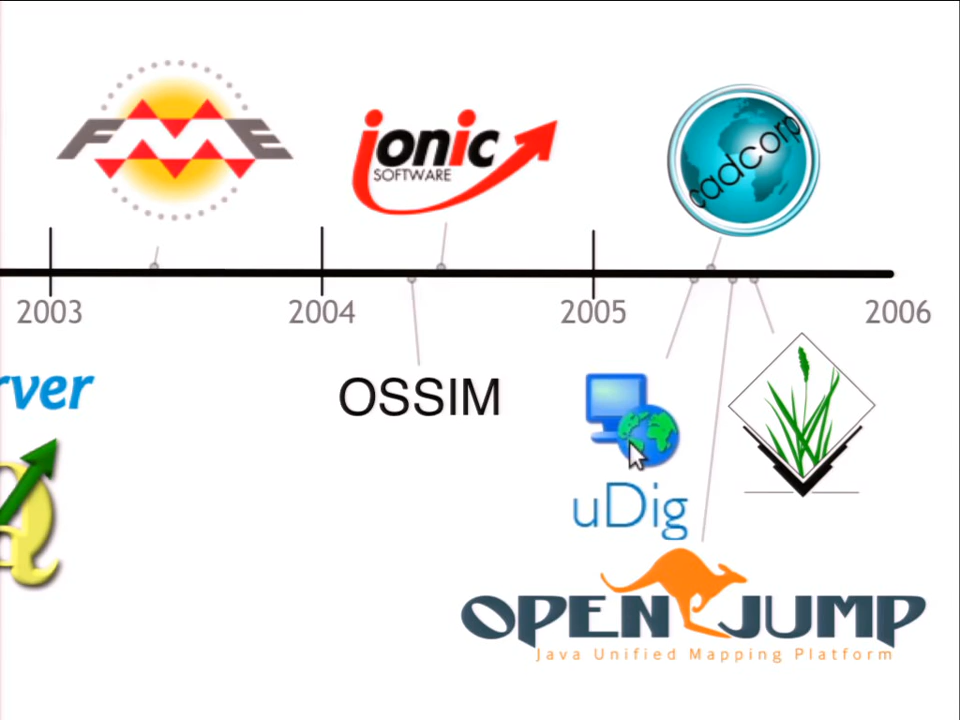 FME
ionic
SOFTWARE
cadcorp
2003
2004
2005
2006
rver
OSSIM
uDig
OPEN JUMP
Java Unified Mapping Platform